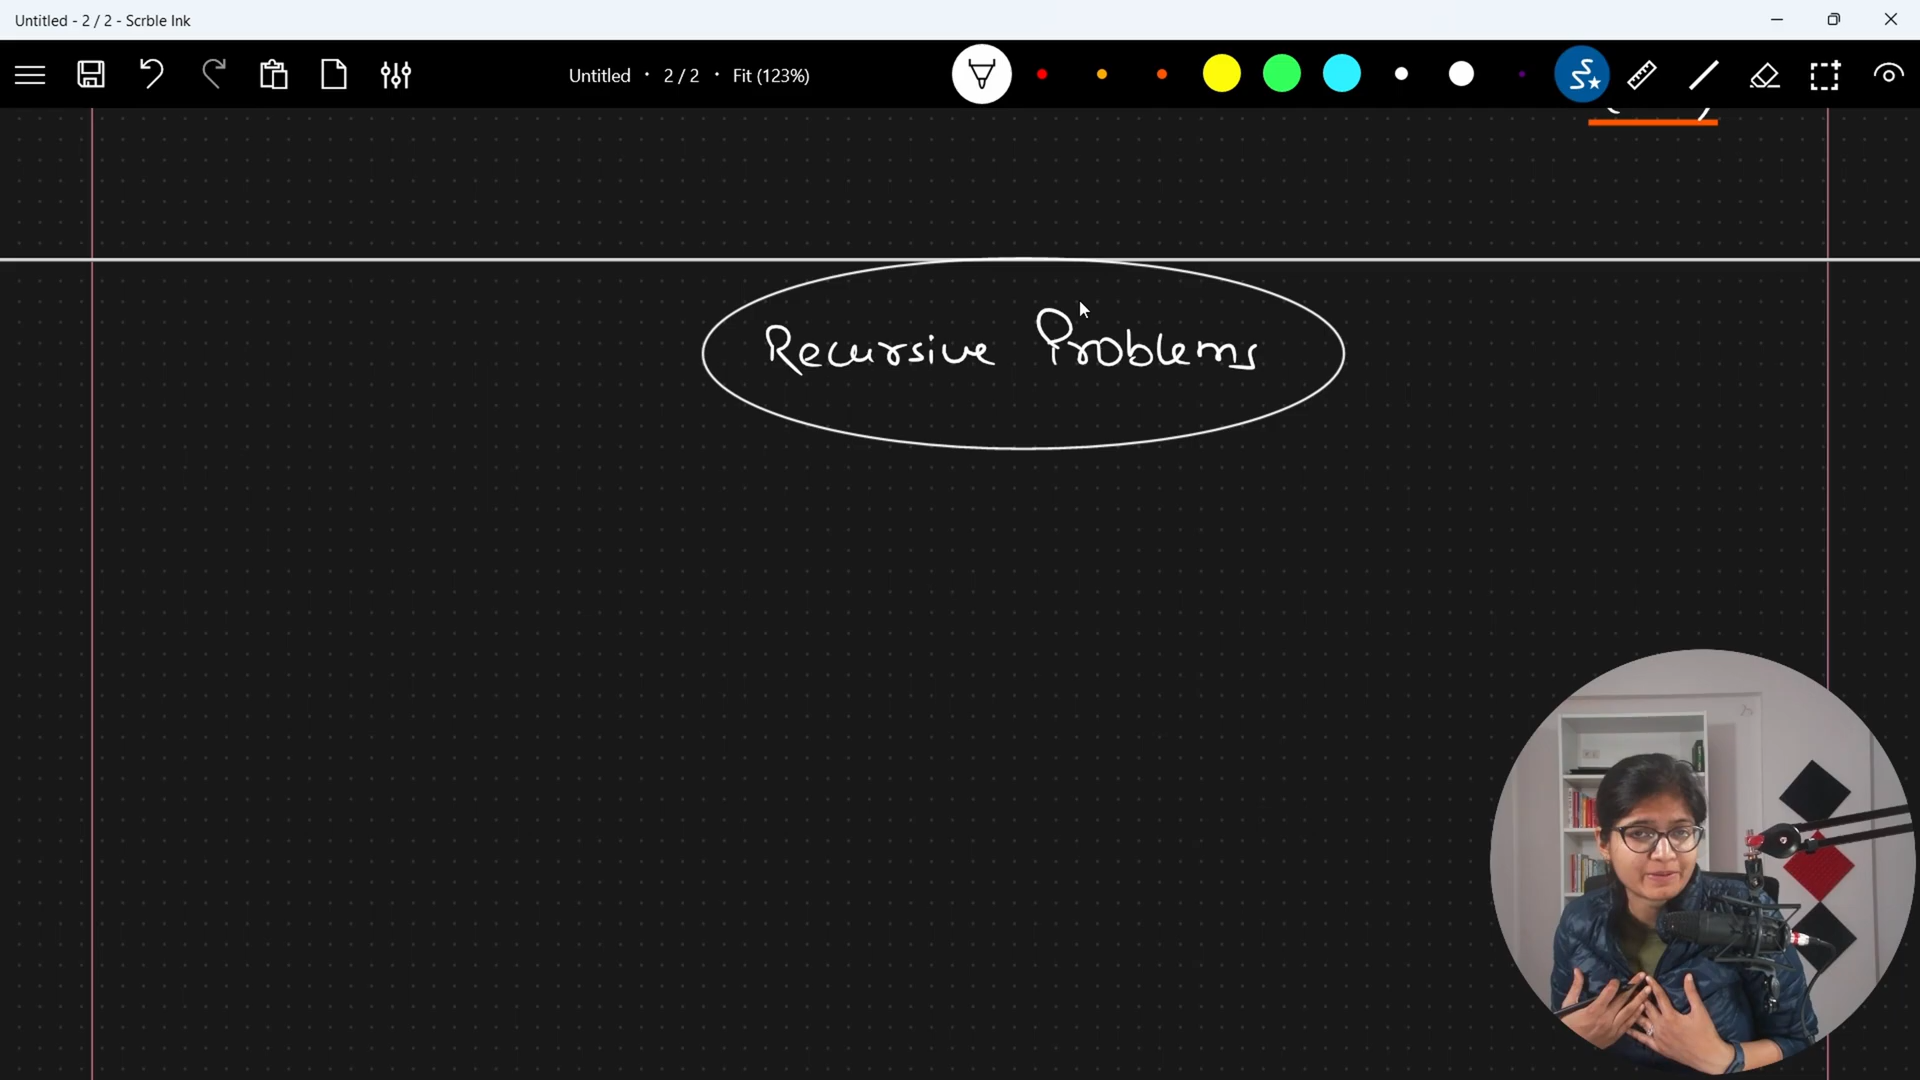 Untitled - 2 / 2 - Scrble Ink
Untitled · 2 / 2 · Fit (123%)
Recursive Problems